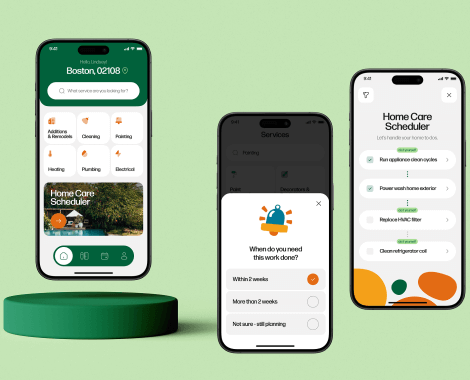 9:41
Hello, Lindsey!
Boston, 02108
What service are you looking for?
Additions
& Remodels
Cleaning
Painting
Heating
Plumbing
Electrical
Home Care
Scheduler
9:41
Services
Painting
When do you need
this work done?
Within 2 weeks
More than 2 weeks
Not sure - still planning
9:41
Home Care
Scheduler
Let's handle your home to dos.
Run appliance clean cycles
Power wash home exterior
Replace HVAC filter
Clean refrigerator coil